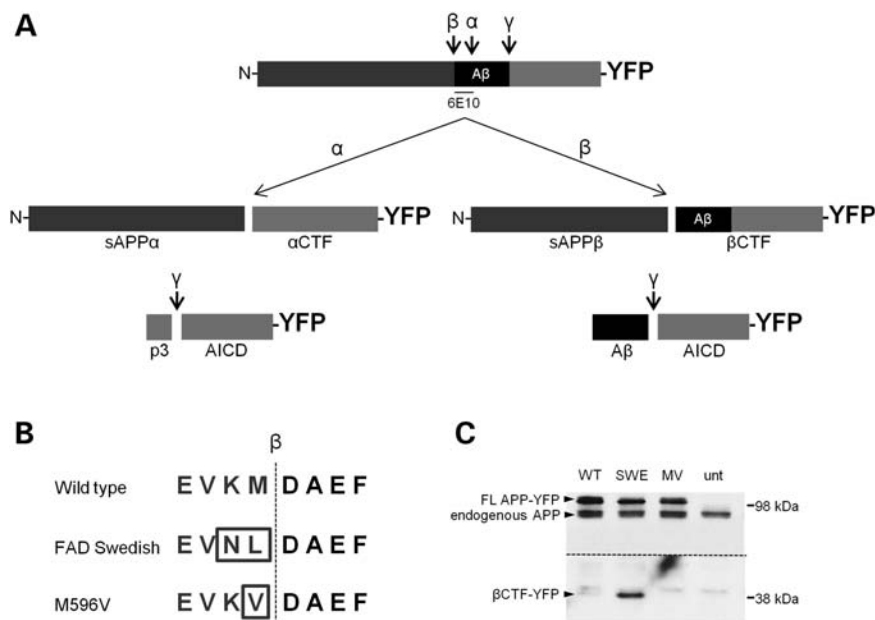 A
β α γ
N- Aβ -YFP
6E10
α β
N- -YFP N- Aβ -YFP
sAPPα αCTF sAPPβ βCTF
γ γ
-YFP -YFP
p3 AICD Aβ AICD
B
β
Wild type E V K M D A E F
FAD Swedish E V N L D A E F
M596V E V K V D A E F
C
WT SWE MV unt
FL APP-YFP -98 kDa
endogenous APP
βCTF-YFP -38 kDa